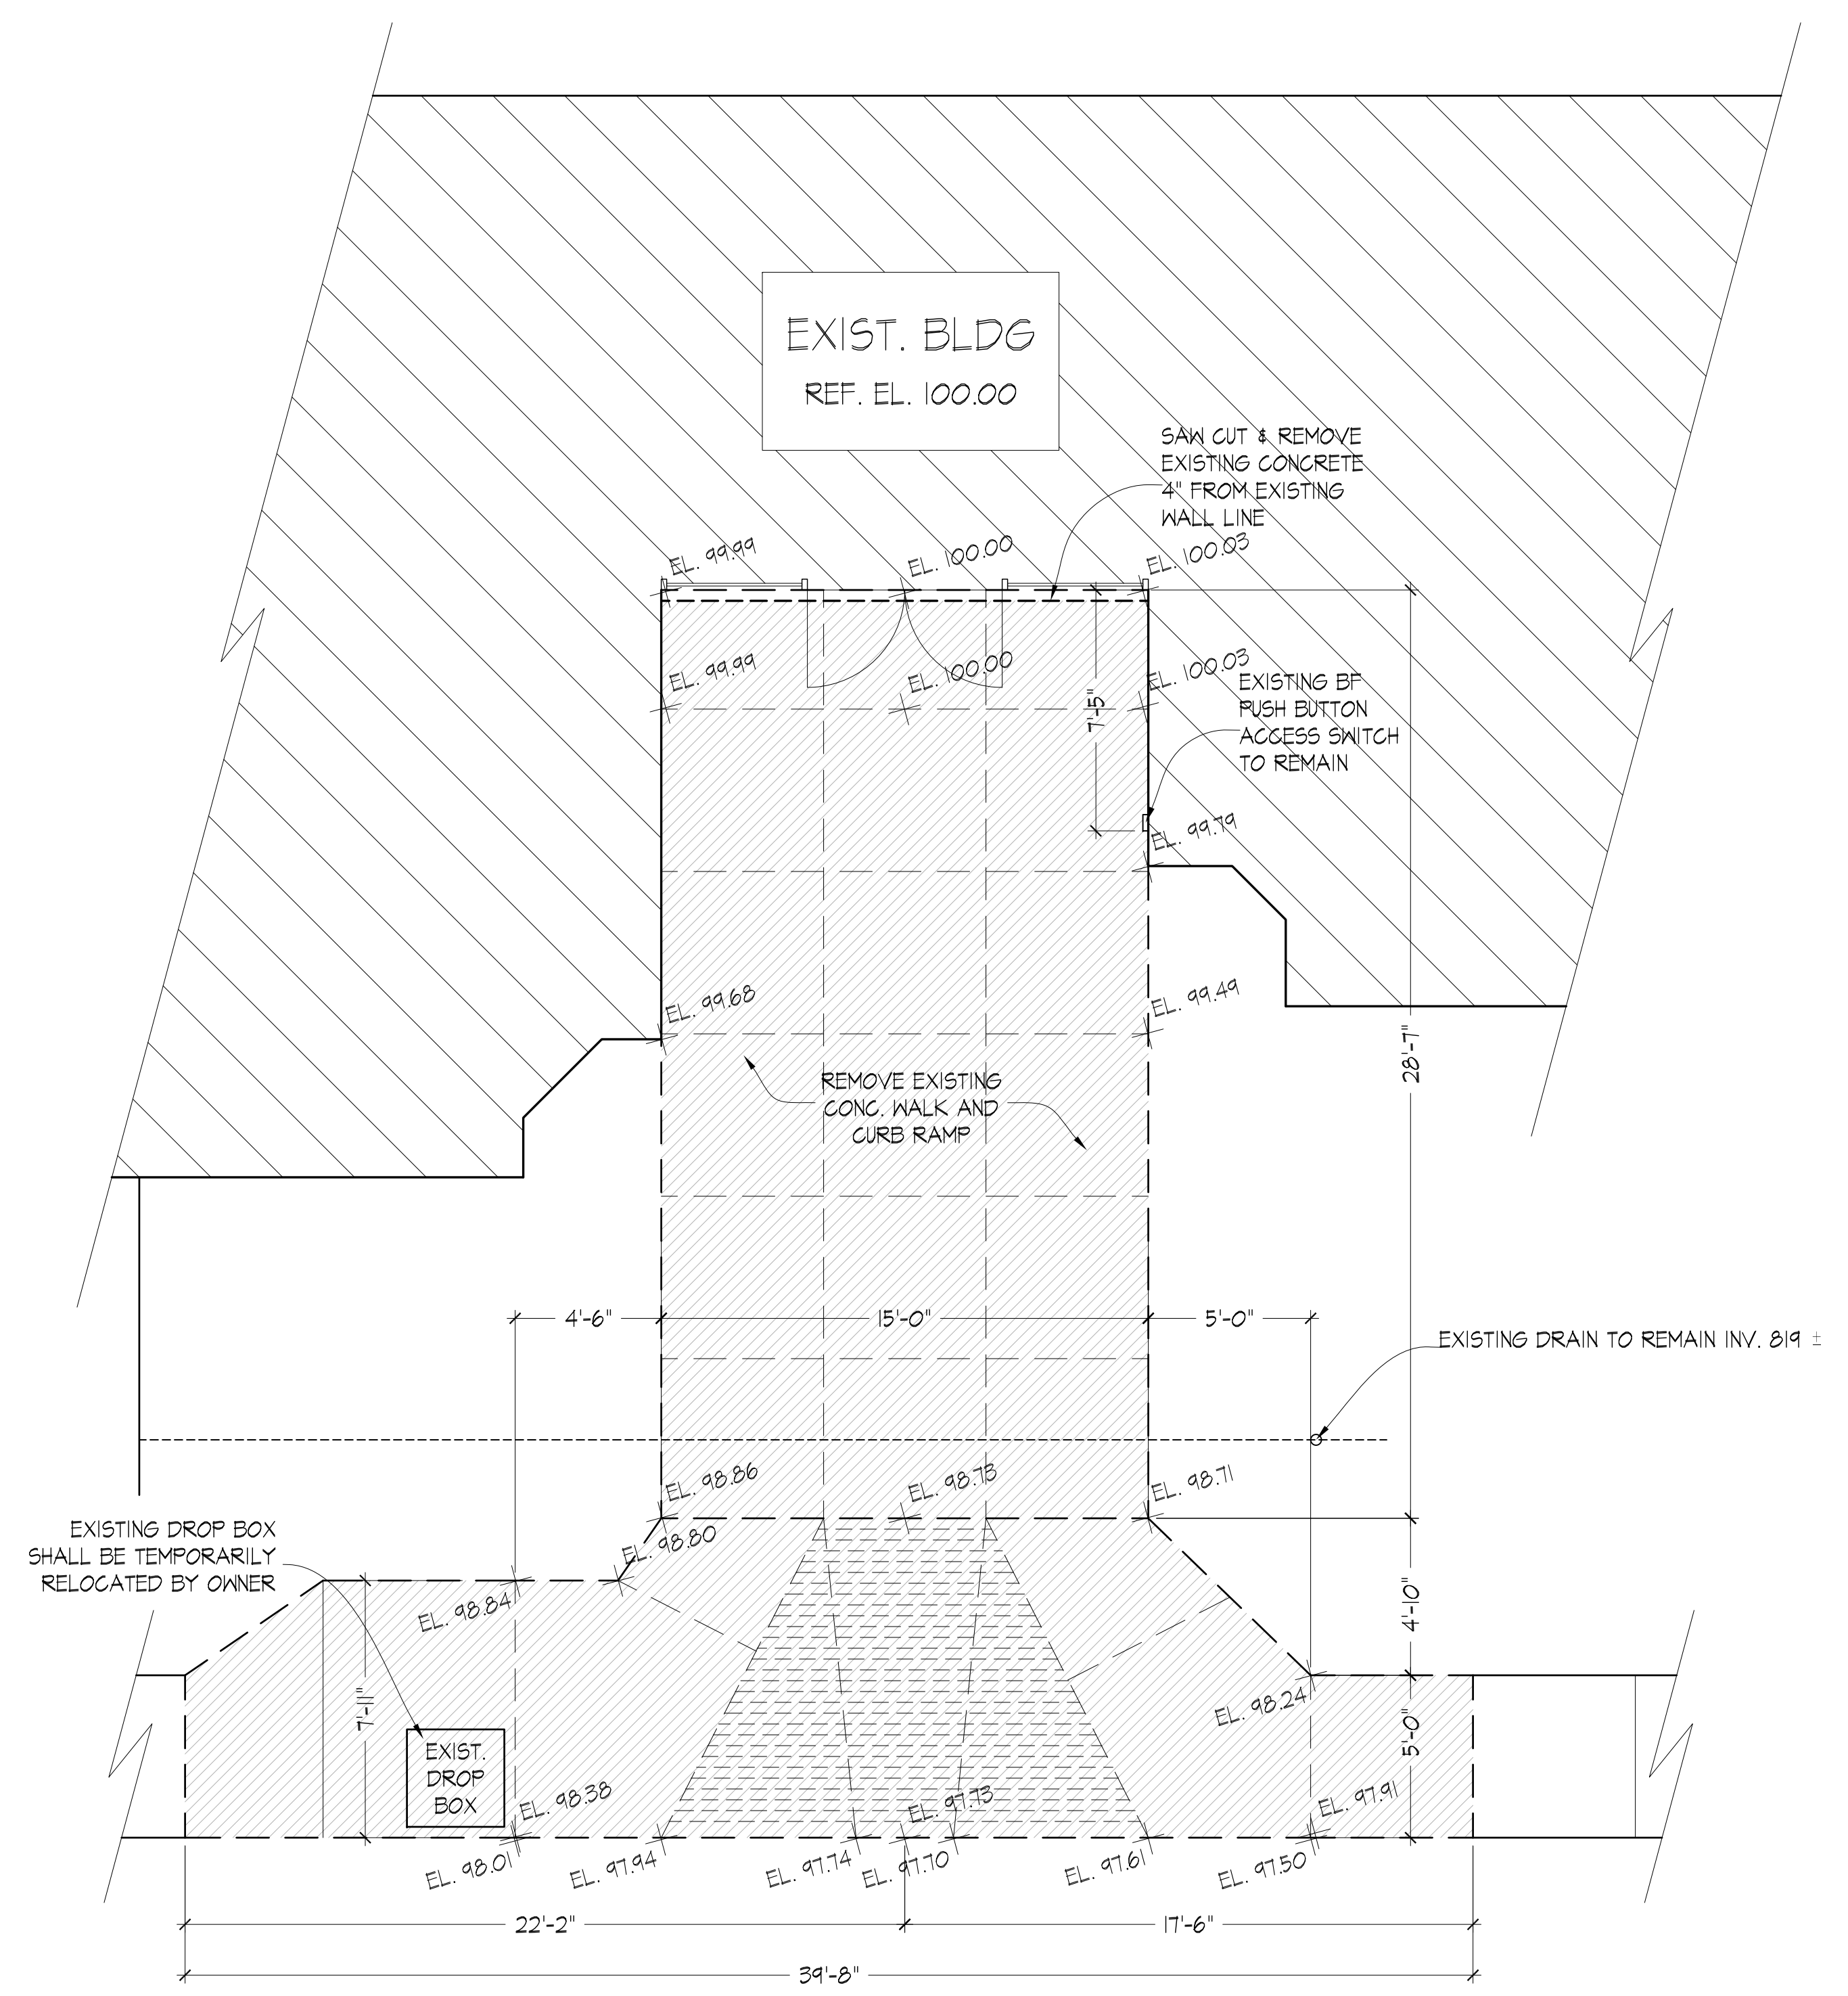 EXIST. BLDG
REF. EL. 100.00
SAW CUT & REMOVE
EXISTING CONCRETE
4" FROM EXISTING
WALL LINE
EL. 99.99
EL. 100.00
EL. 100.03
EL. 99.99
EL. 100.00
EL. 100.03
EXISTING BF
PUSH BUTTON
ACCESS SWITCH
TO REMAIN
7'-5"
EL. 99.79
EL. 99.68
EL. 99.49
28'-7"
REMOVE EXISTING
CONC. WALK AND
CURB RAMP
4'-6"
15'-0"
5'-0"
EXISTING DRAIN TO REMAIN INV. 819 ±
EL. 98.86
EL. 98.73
EL. 98.71
EXISTING DROP BOX
SHALL BE TEMPORARILY
RELOCATED BY OWNER
EL. 98.80
EL. 98.84
4'-10"
7'-11"
EL. 98.24
5'-0"
EXIST.
DROP
BOX
EL. 98.38
EL. 97.73
EL. 97.91
EL. 98.01
EL. 97.94
EL. 97.74
EL. 97.70
EL. 97.61
EL. 97.50
22'-2"
17'-6"
39'-8"